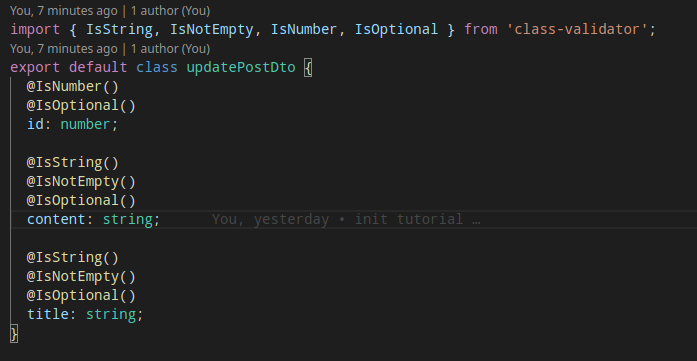 You, 7 minutes ago | 1 author (You)
import { IsString, IsNotEmpty, IsNumber, IsOptional } from 'class-validator';
You, 7 minutes ago | 1 author (You)
export default class updatePostDto {
  @IsNumber()
  @IsOptional()
  id: number;

  @IsString()
  @IsNotEmpty()
  @IsOptional()
  content: string;      You, yesterday • init tutorial …

  @IsString()
  @IsNotEmpty()
  @IsOptional()
  title: string;
}